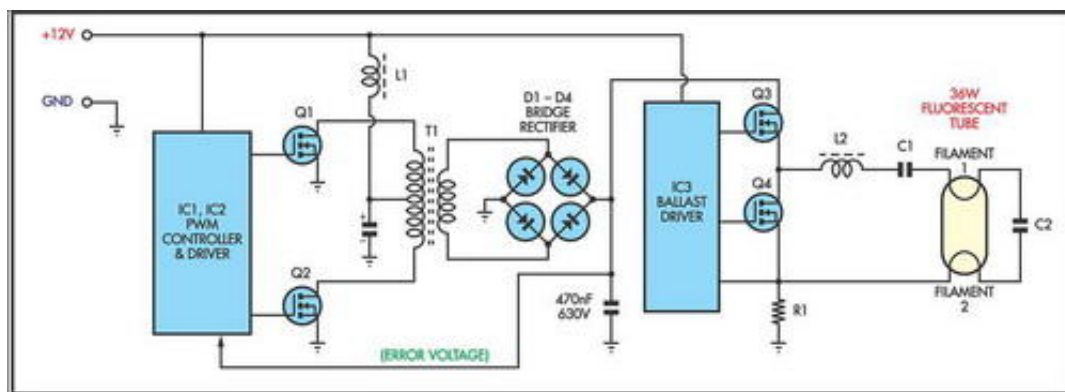 +12V
GND
L1
Q1
T1
D1 – D4
BRIDGE
RECTIFIER
IC1, IC2
PWM
CONTROLLER
& DRIVER
Q2
+
(ERROR VOLTAGE)
470nF
630V
IC3
BALLAST
DRIVER
Q3
Q4
R1
L2
C1
36W
FLUORESCENT
TUBE
FILAMENT
1
C2
FILAMENT
2